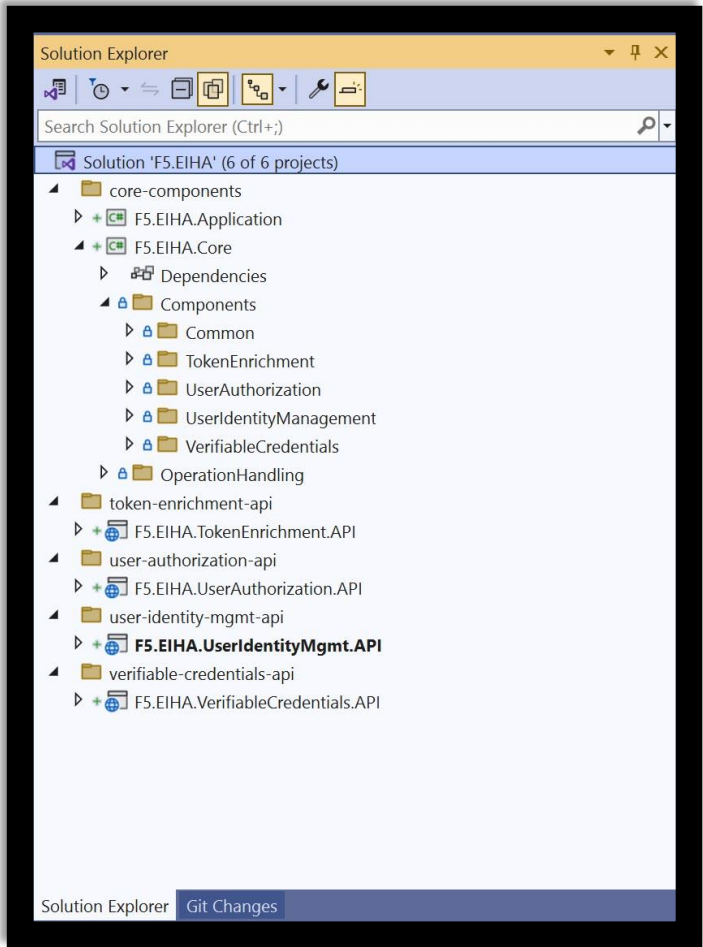 Solution Explorer
Search Solution Explorer (Ctrl+;)
Solution 'F5.EIHA' (6 of 6 projects)
core-components
C# F5.EIHA.Application
C# F5.EIHA.Core
Dependencies
Components
Common
TokenEnrichment
UserAuthorization
UserIdentityManagement
VerifiableCredentials
OperationHandling
token-enrichment-api
F5.EIHA.TokenEnrichment.API
user-authorization-api
F5.EIHA.UserAuthorization.API
user-identity-mgmt-api
F5.EIHA.UserIdentityMgmt.API
verifiable-credentials-api
F5.EIHA.VerifiableCredentials.API
Solution Explorer Git Changes